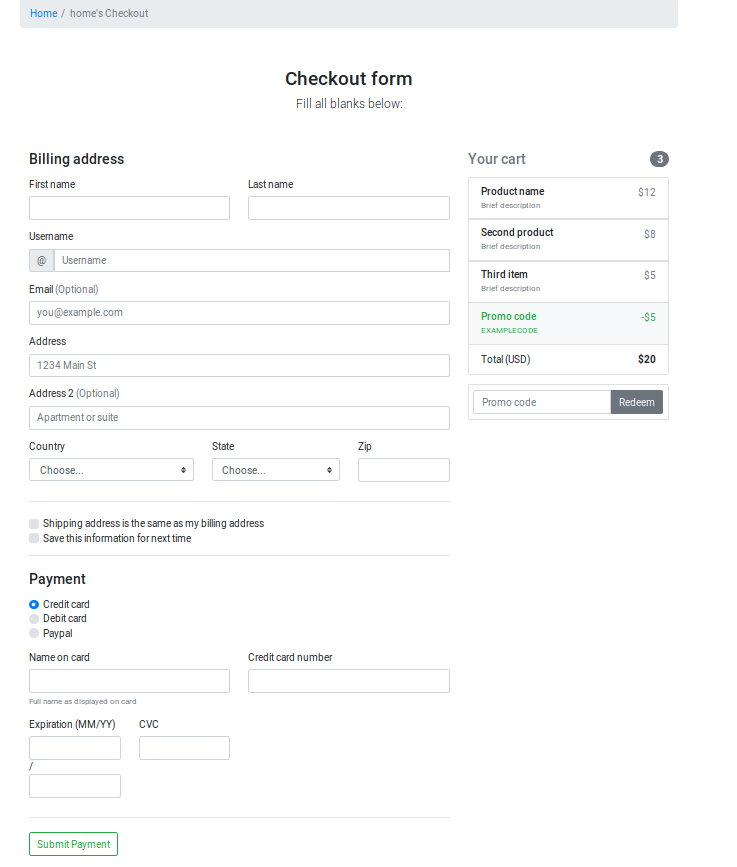 Home / home's Checkout
Checkout form
Fill all blanks below:
Billing address
First name
Last name
Username
@ Username
Email (Optional)
you@example.com
Address
1234 Main St
Address 2 (Optional)
Apartment or suite
Country
State
Zip
Choose...
Choose...
Shipping address is the same as my billing address
Save this information for next time
Payment
Credit card
Debit card
Paypal
Name on card
Credit card number
Full name as displayed on card
Expiration (MM/YY)
CVC
/
Submit Payment
Your cart 3
Product name $12
Brief description
Second product $8
Brief description
Third item $5
Brief description
Promo code -$5
EXAMPLECODE
Total (USD) $20
Promo code Redeem